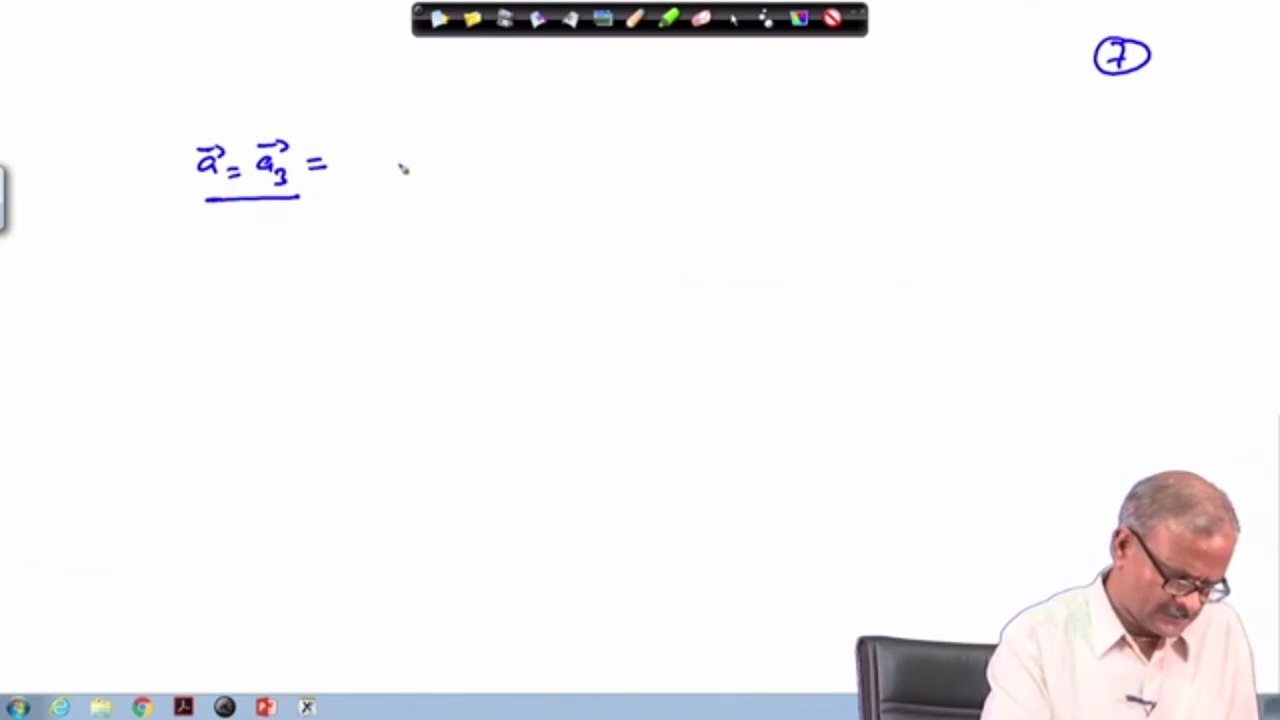 7
a⃗ = a⃗₃ =